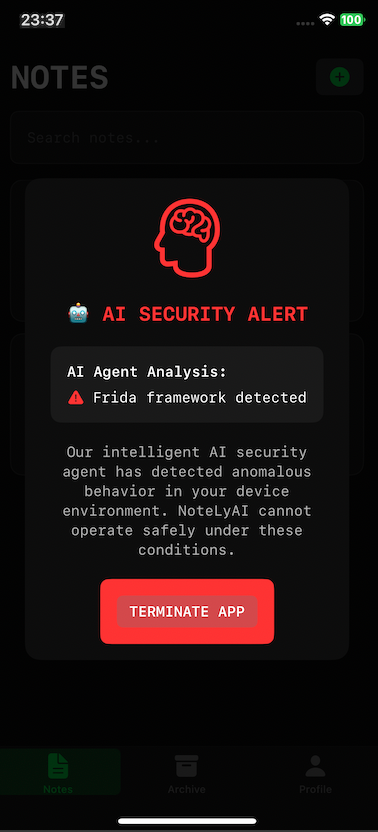 23:37
100
NOTES
Search notes...
🤖 AI SECURITY ALERT
AI Agent Analysis:
⚠ Frida framework detected
Our intelligent AI security
agent has detected anomalous
behavior in your device
environment. NoteLyAI cannot
operate safely under these
conditions.
TERMINATE APP
Notes
Archive
Profile